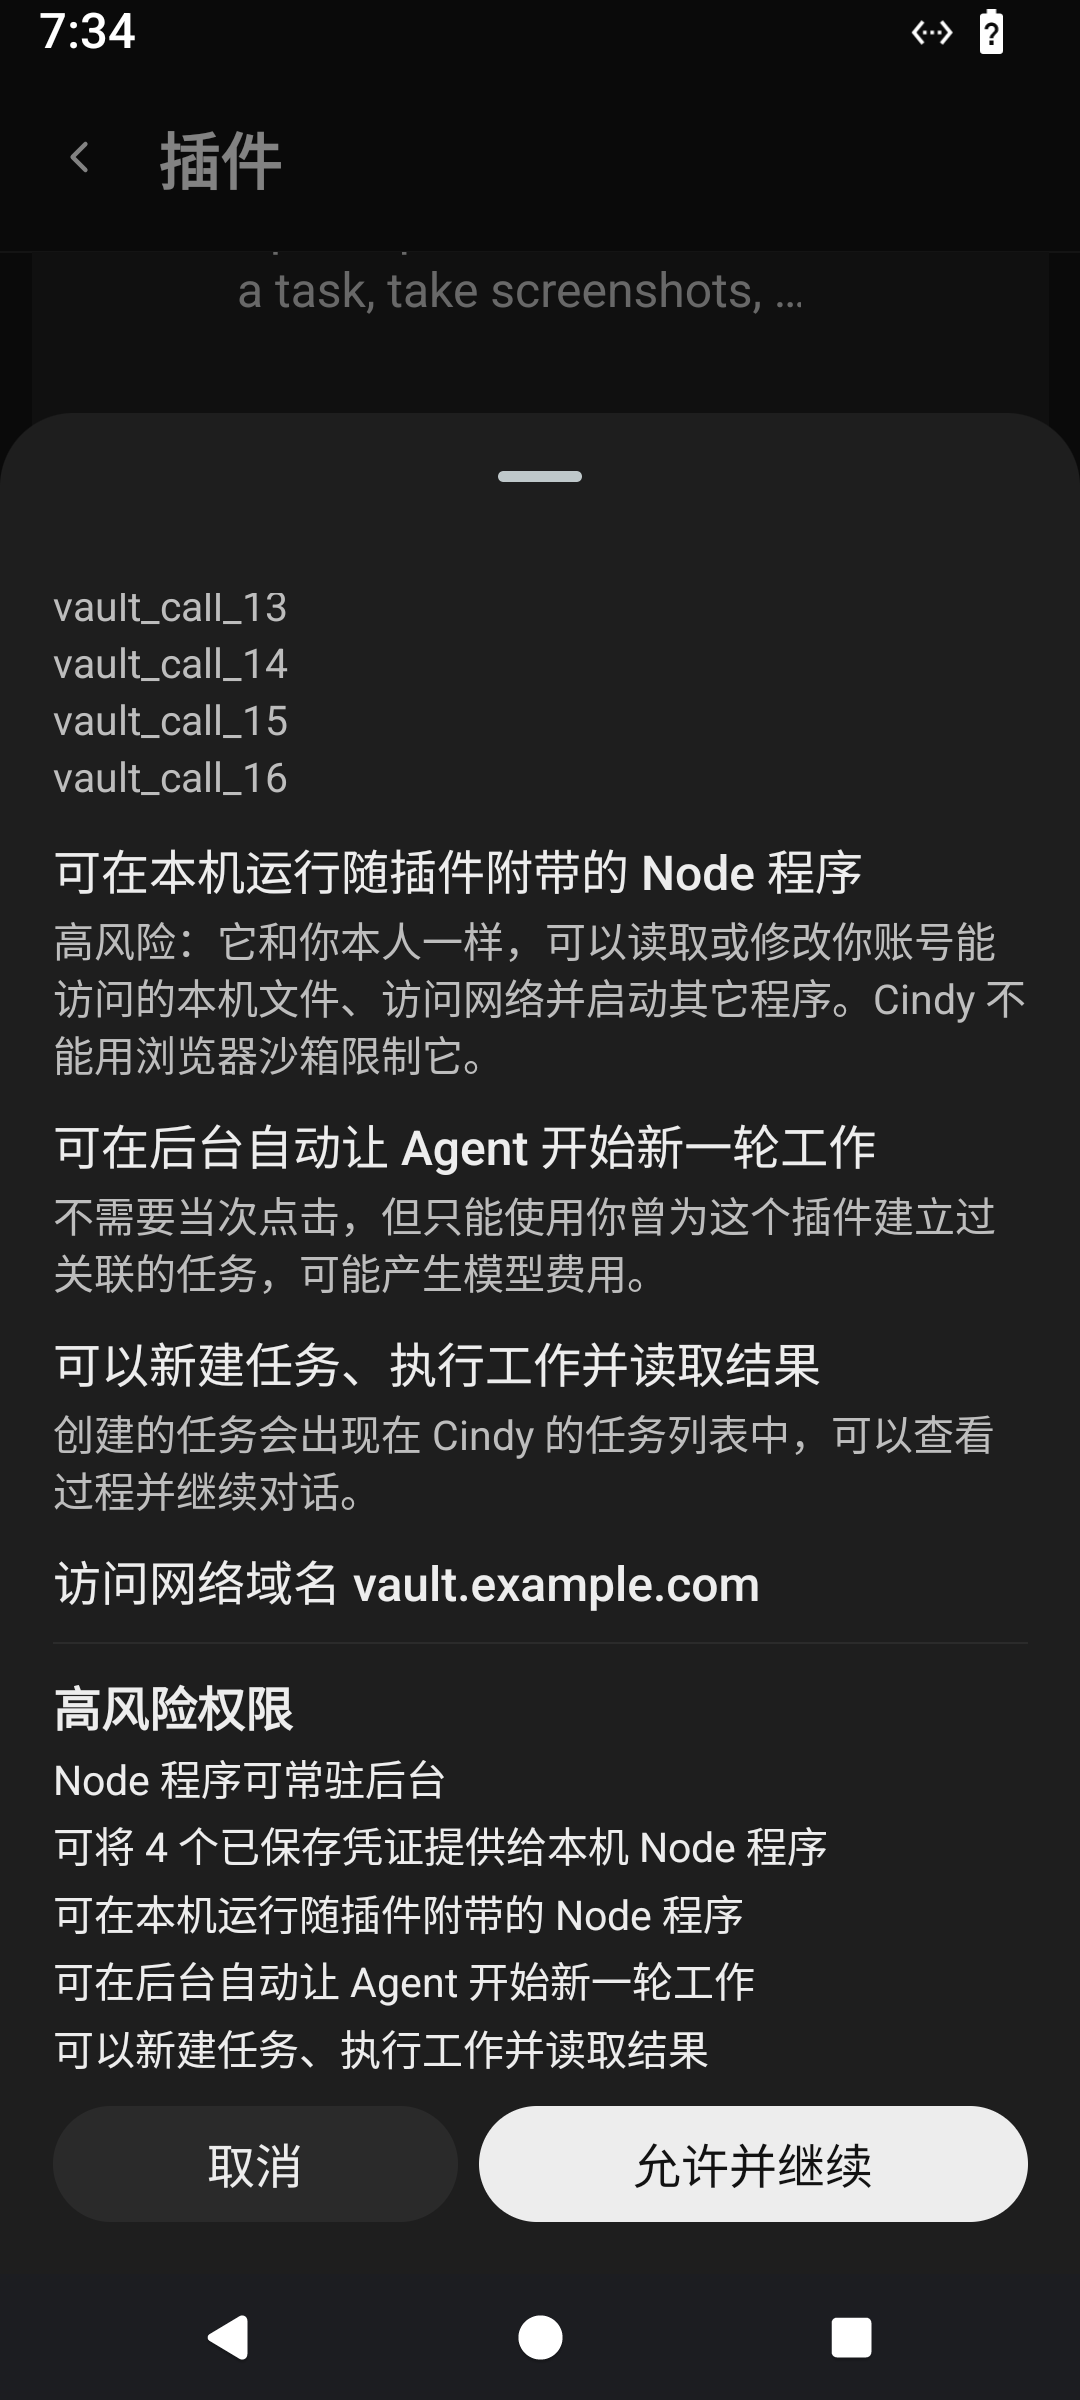 7:34
插件
a task, take screenshots, ...
vault_call_13
vault_call_14
vault_call_15
vault_call_16
可在本机运行随插件附带的 Node 程序
高风险：它和你本人一样，可以读取或修改你账号能
访问的本机文件、访问网络并启动其它程序。Cindy 不
能用浏览器沙箱限制它。
可在后台自动让 Agent 开始新一轮工作
不需要当次点击，但只能使用你曾为这个插件建立过
关联的任务，可能产生模型费用。
可以新建任务、执行工作并读取结果
创建的任务会出现在 Cindy 的任务列表中，可以查看
过程并继续对话。
访问网络域名 vault.example.com
高风险权限
Node 程序可常驻后台
可将 4 个已保存凭证提供给本机 Node 程序
可在本机运行随插件附带的 Node 程序
可在后台自动让 Agent 开始新一轮工作
可以新建任务、执行工作并读取结果
取消
允许并继续